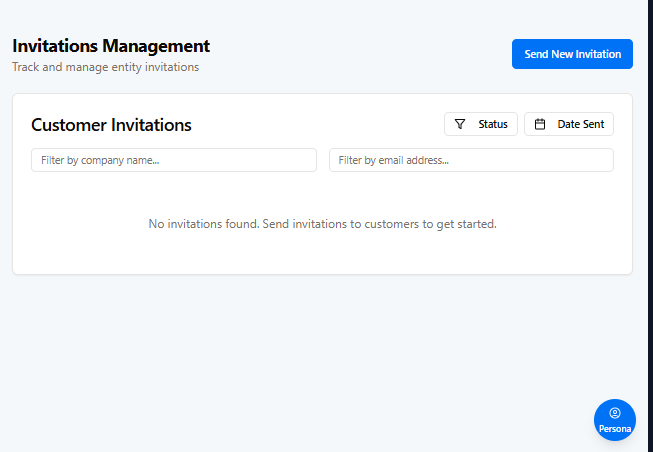 Invitations Management
Send New Invitation
Track and manage entity invitations
Customer Invitations
Status
Date Sent
Filter by company name...
Filter by email address...
No invitations found. Send invitations to customers to get started.
Persona